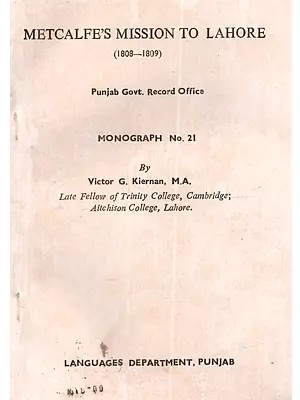 METCALFE'S MISSION TO LAHORE
(1808—1809)
Punjab Govt. Record Office
MONOGRAPH No. 21
By
Victor G. Kiernan, M.A.
Late Fellow of Trinity College, Cambridge;
Aitchison College, Lahore.
LANGUAGES DEPARTMENT, PUNJAB